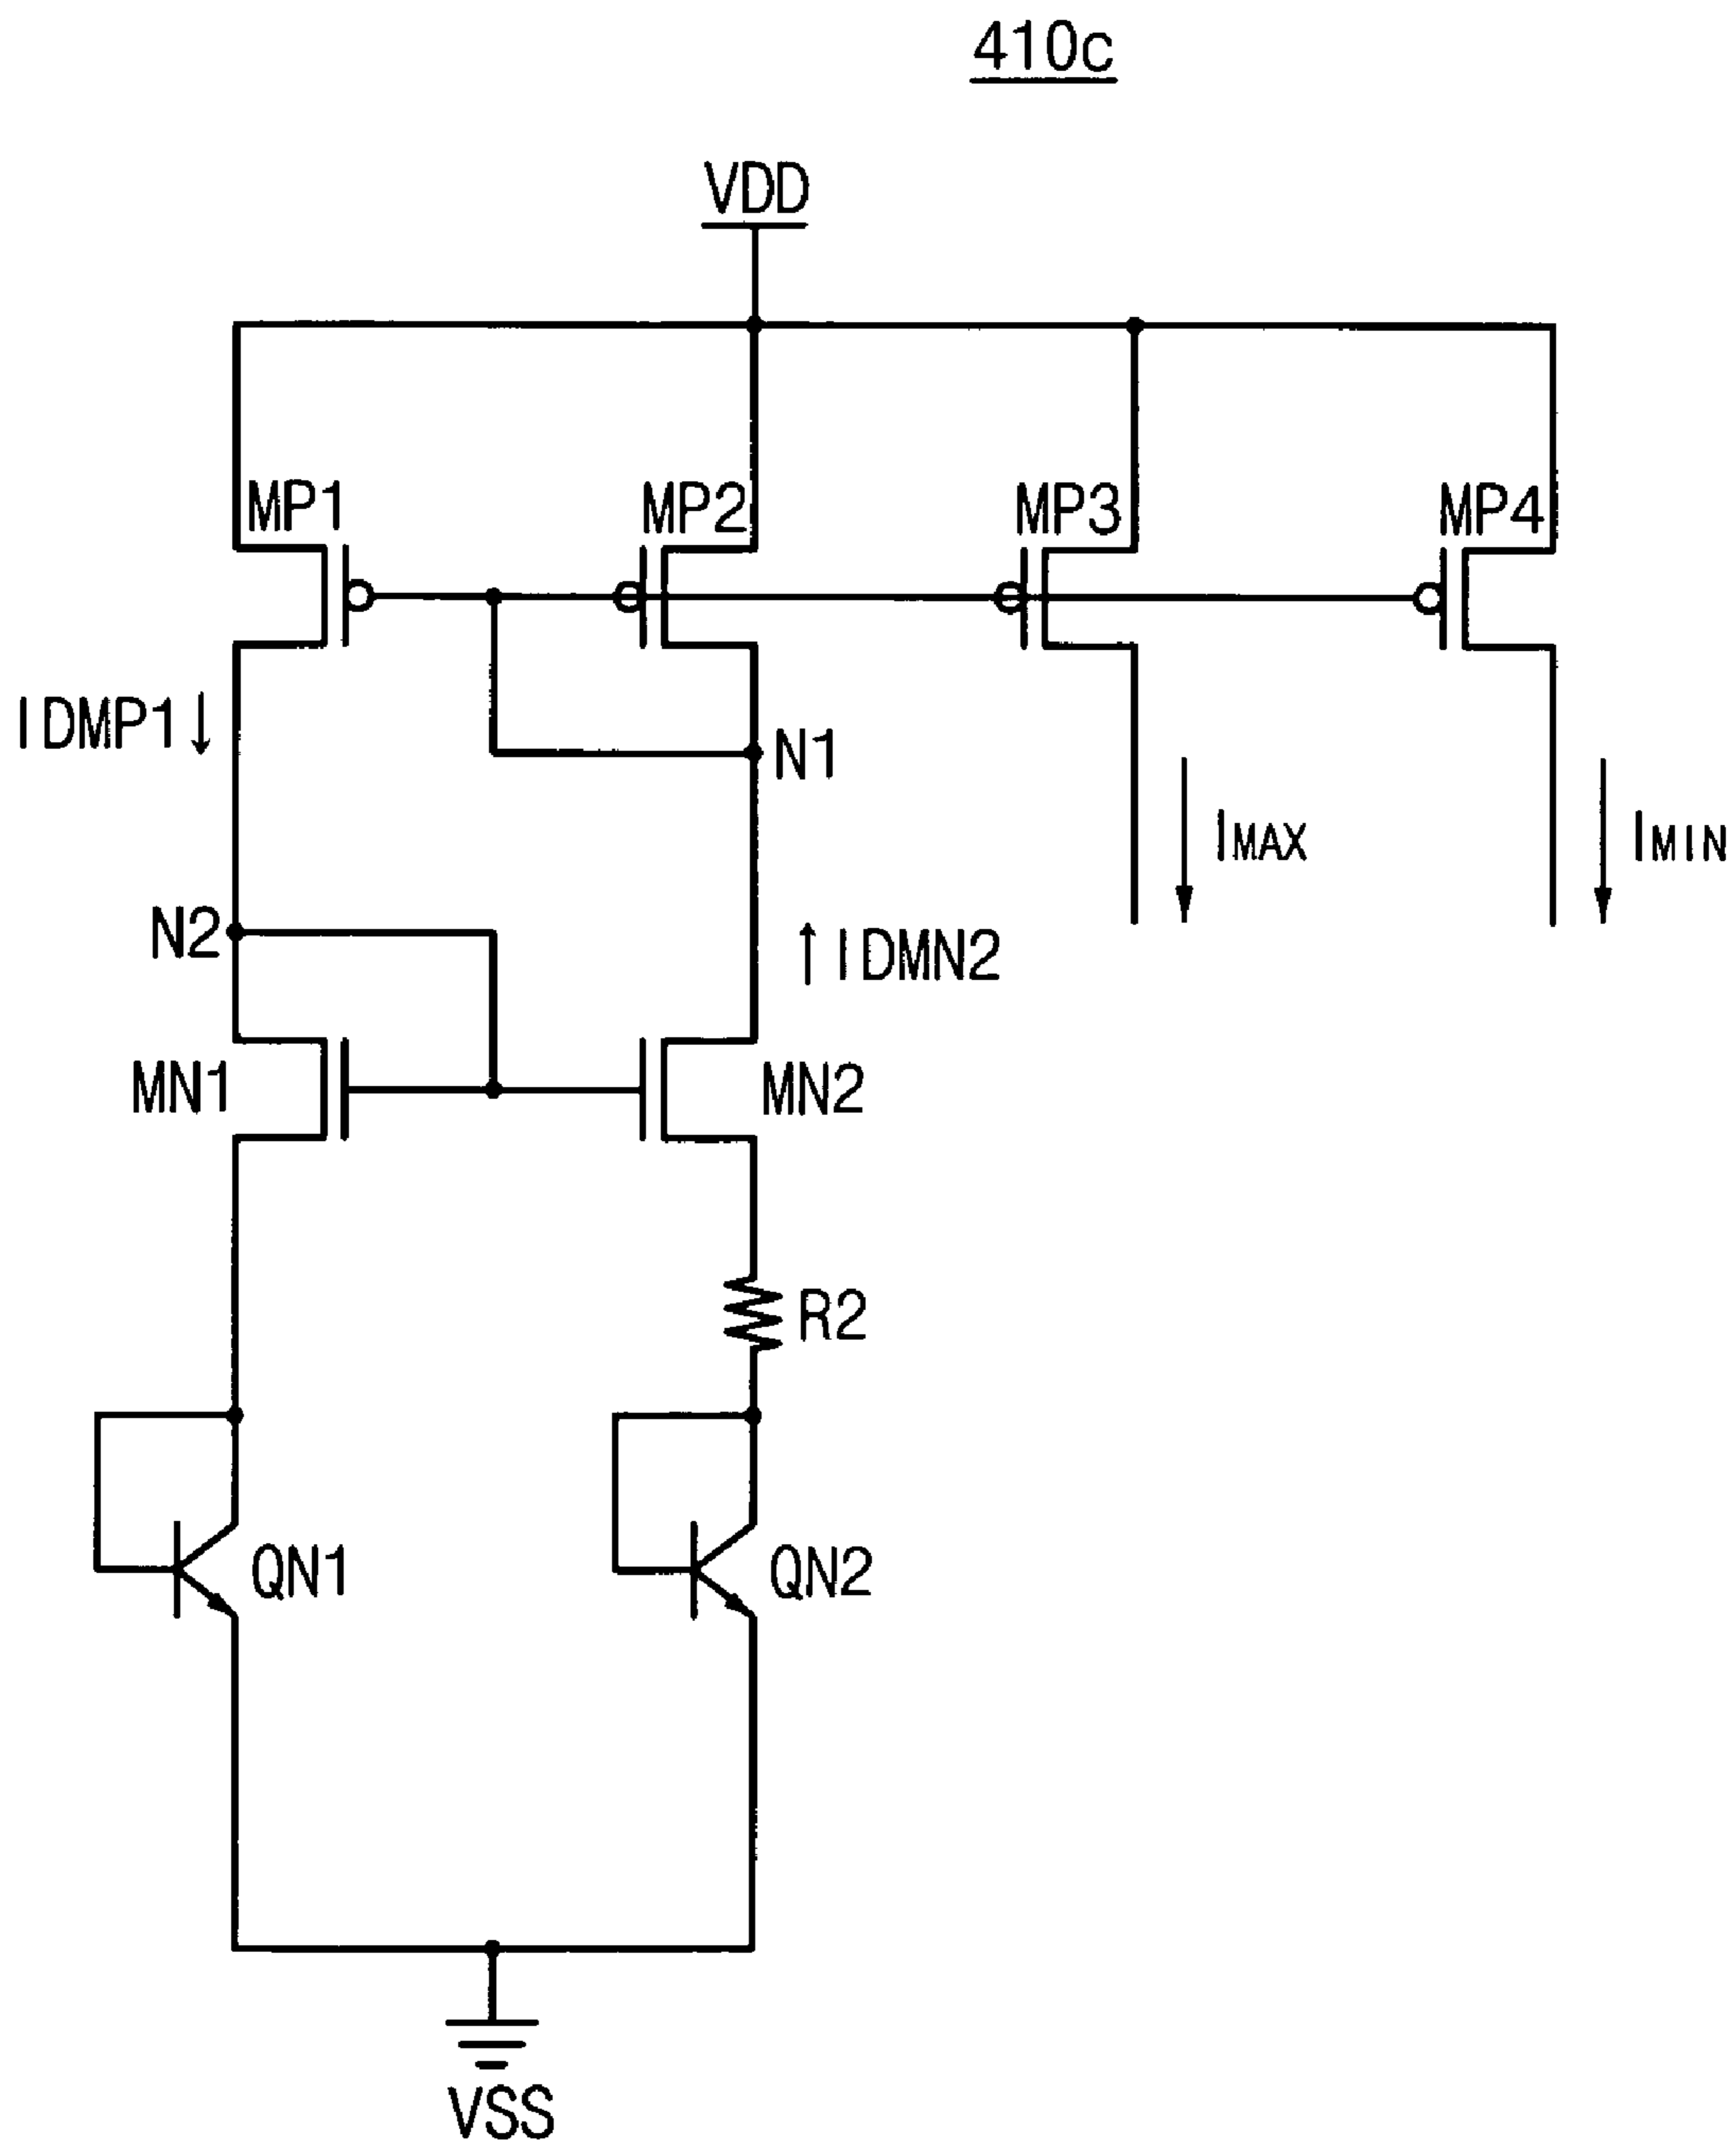 410C
VDD
MP1
MP2
MP3
MP4
IDMP1
N1
IMAX
IMIN
N2
IDMN2
MN1
MN2
R2
QN1
QN2
VSS